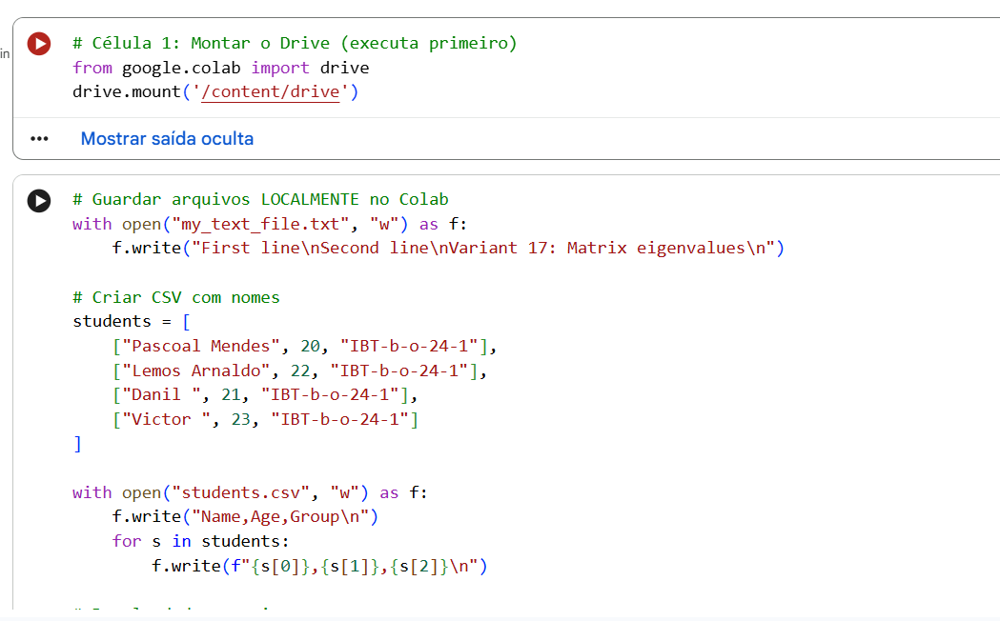 # Célula 1: Montar o Drive (executa primeiro)
in
from google.colab import drive
drive.mount('/content/drive')
Mostrar saída oculta
# Guardar arquivos LOCALMENTE no Colab
with open("my_text_file.txt", "w") as f:
    f.write("First line\nSecond line\nVariant 17: Matrix eigenvalues\n")
# Criar CSV com nomes
students = [
    ["Pascoal Mendes", 20, "IBT-b-o-24-1"],
    ["Lemos Arnaldo", 22, "IBT-b-o-24-1"],
    ["Danil ", 21, "IBT-b-o-24-1"],
    ["Victor ", 23, "IBT-b-o-24-1"]
]
with open("students.csv", "w") as f:
    f.write("Name,Age,Group\n")
    for s in students:
        f.write(f"{s[0]},{s[1]},{s[2]}\n")